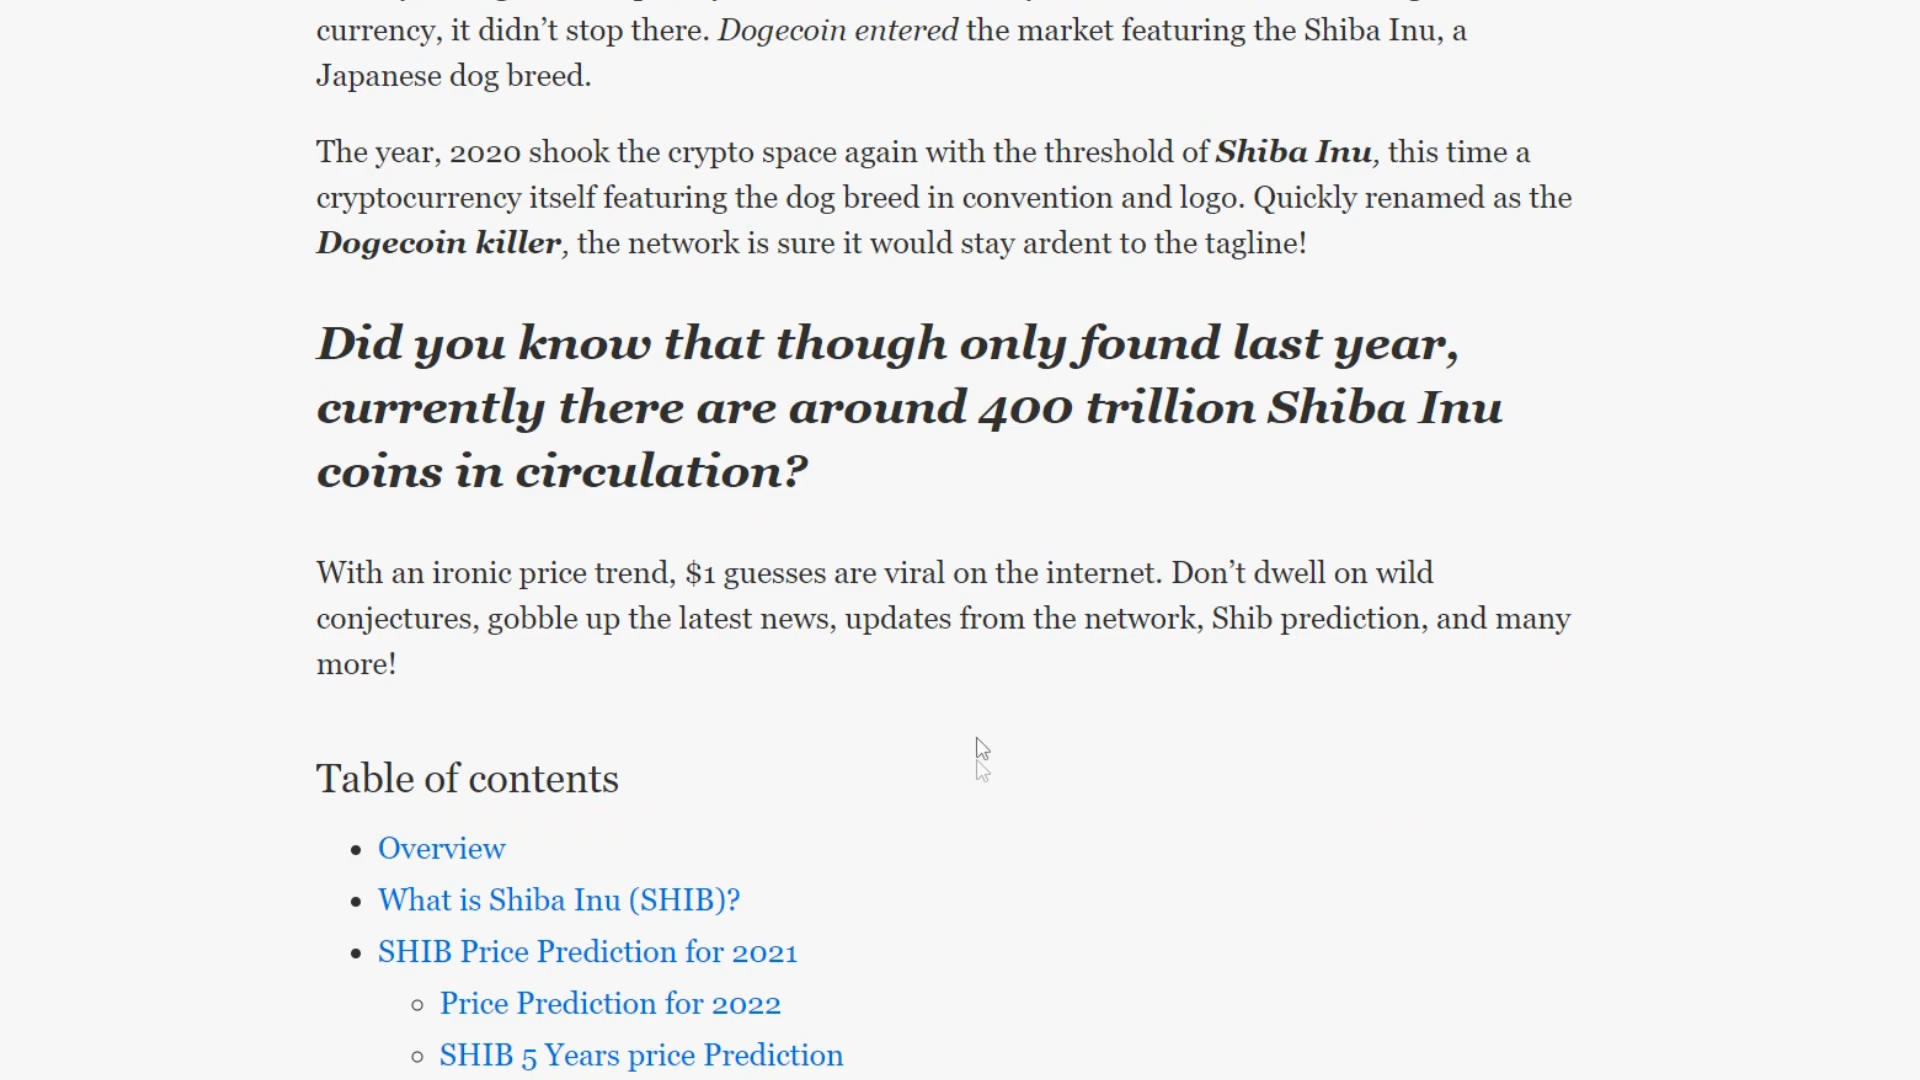 currency, it didn’t stop there. Dogecoin entered the market featuring the Shiba Inu, a
Japanese dog breed.
The year, 2020 shook the crypto space again with the threshold of Shiba Inu, this time a
cryptocurrency itself featuring the dog breed in convention and logo. Quickly renamed as the
Dogecoin killer, the network is sure it would stay ardent to the tagline!
Did you know that though only found last year,
currently there are around 400 trillion Shiba Inu
coins in circulation?
With an ironic price trend, $1 guesses are viral on the internet. Don’t dwell on wild
conjectures, gobble up the latest news, updates from the network, Shib prediction, and many
more!
Table of contents
Overview
What is Shiba Inu (SHIB)?
SHIB Price Prediction for 2021
Price Prediction for 2022
SHIB 5 Years price Prediction